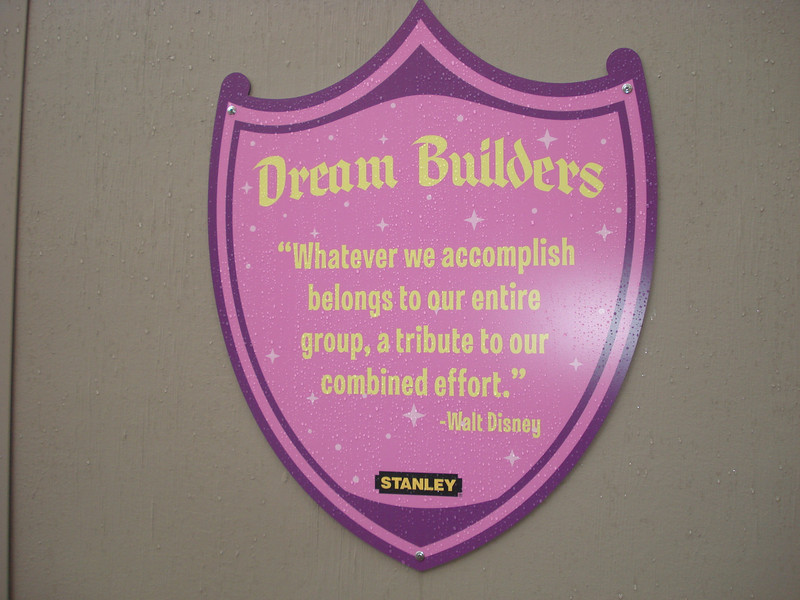 Dream Builders
“Whatever we accomplish
belongs to our entire
group, a tribute to our
combined effort.”
-Walt Disney
STANLEY